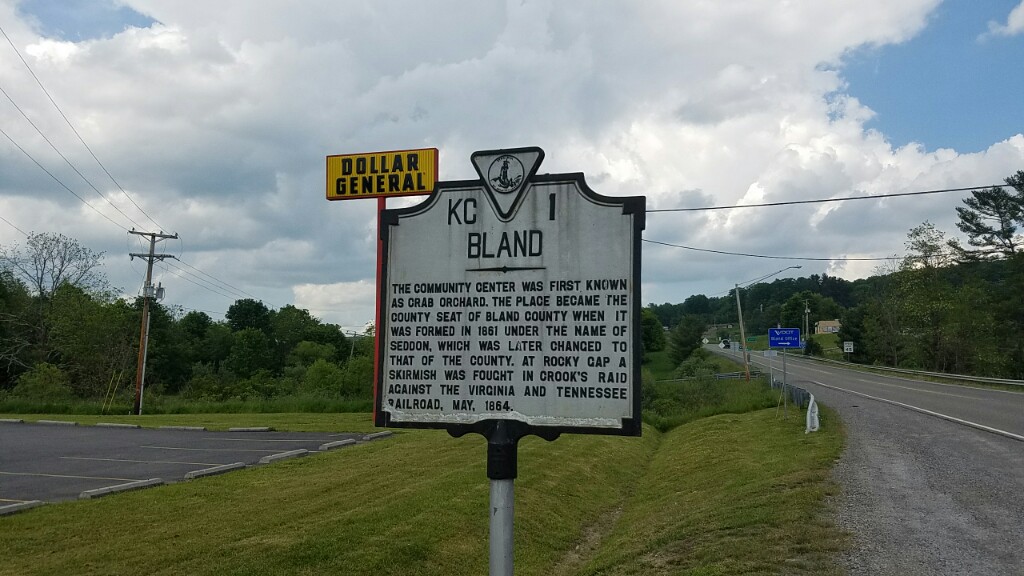 DOLLAR
GENERAL
KC 1
BLAND
THE COMMUNITY CENTER WAS FIRST KNOWN
AS CRAB ORCHARD. THE PLACE BECAME THE
COUNTY SEAT OF BLAND COUNTY WHEN IT
WAS FORMED IN 1861 UNDER THE NAME OF
SEDDON, WHICH WAS LATER CHANGED TO
THAT OF THE COUNTY. AT ROCKY GAP A
SKIRMISH WAS FOUGHT IN CROOK'S RAID
AGAINST THE VIRGINIA AND TENNESSEE
RAILROAD, MAY, 1864.